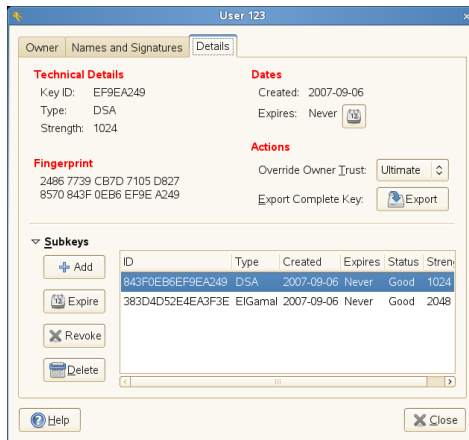 User 123
Owner Names and Signatures Details
Technical Details
Key ID: EF9EA249
Type: DSA
Strength: 1024
Dates
Created: 2007-09-06
Expires: Never
Actions
Override Owner Trust: Ultimate
Export Complete Key: Export
Fingerprint
2486 7739 CB7D 7105 D827
8570 843F 0EB6 EF9E A249
Subkeys
Add
Expire
Revoke
Delete
ID Type Created Expires Status Stren
843F0EB6EF9EA249 DSA 2007-09-06 Never Good 1024
383D4D52E4EA3F3E ElGamal 2007-09-06 Never Good 2048
Help
Close